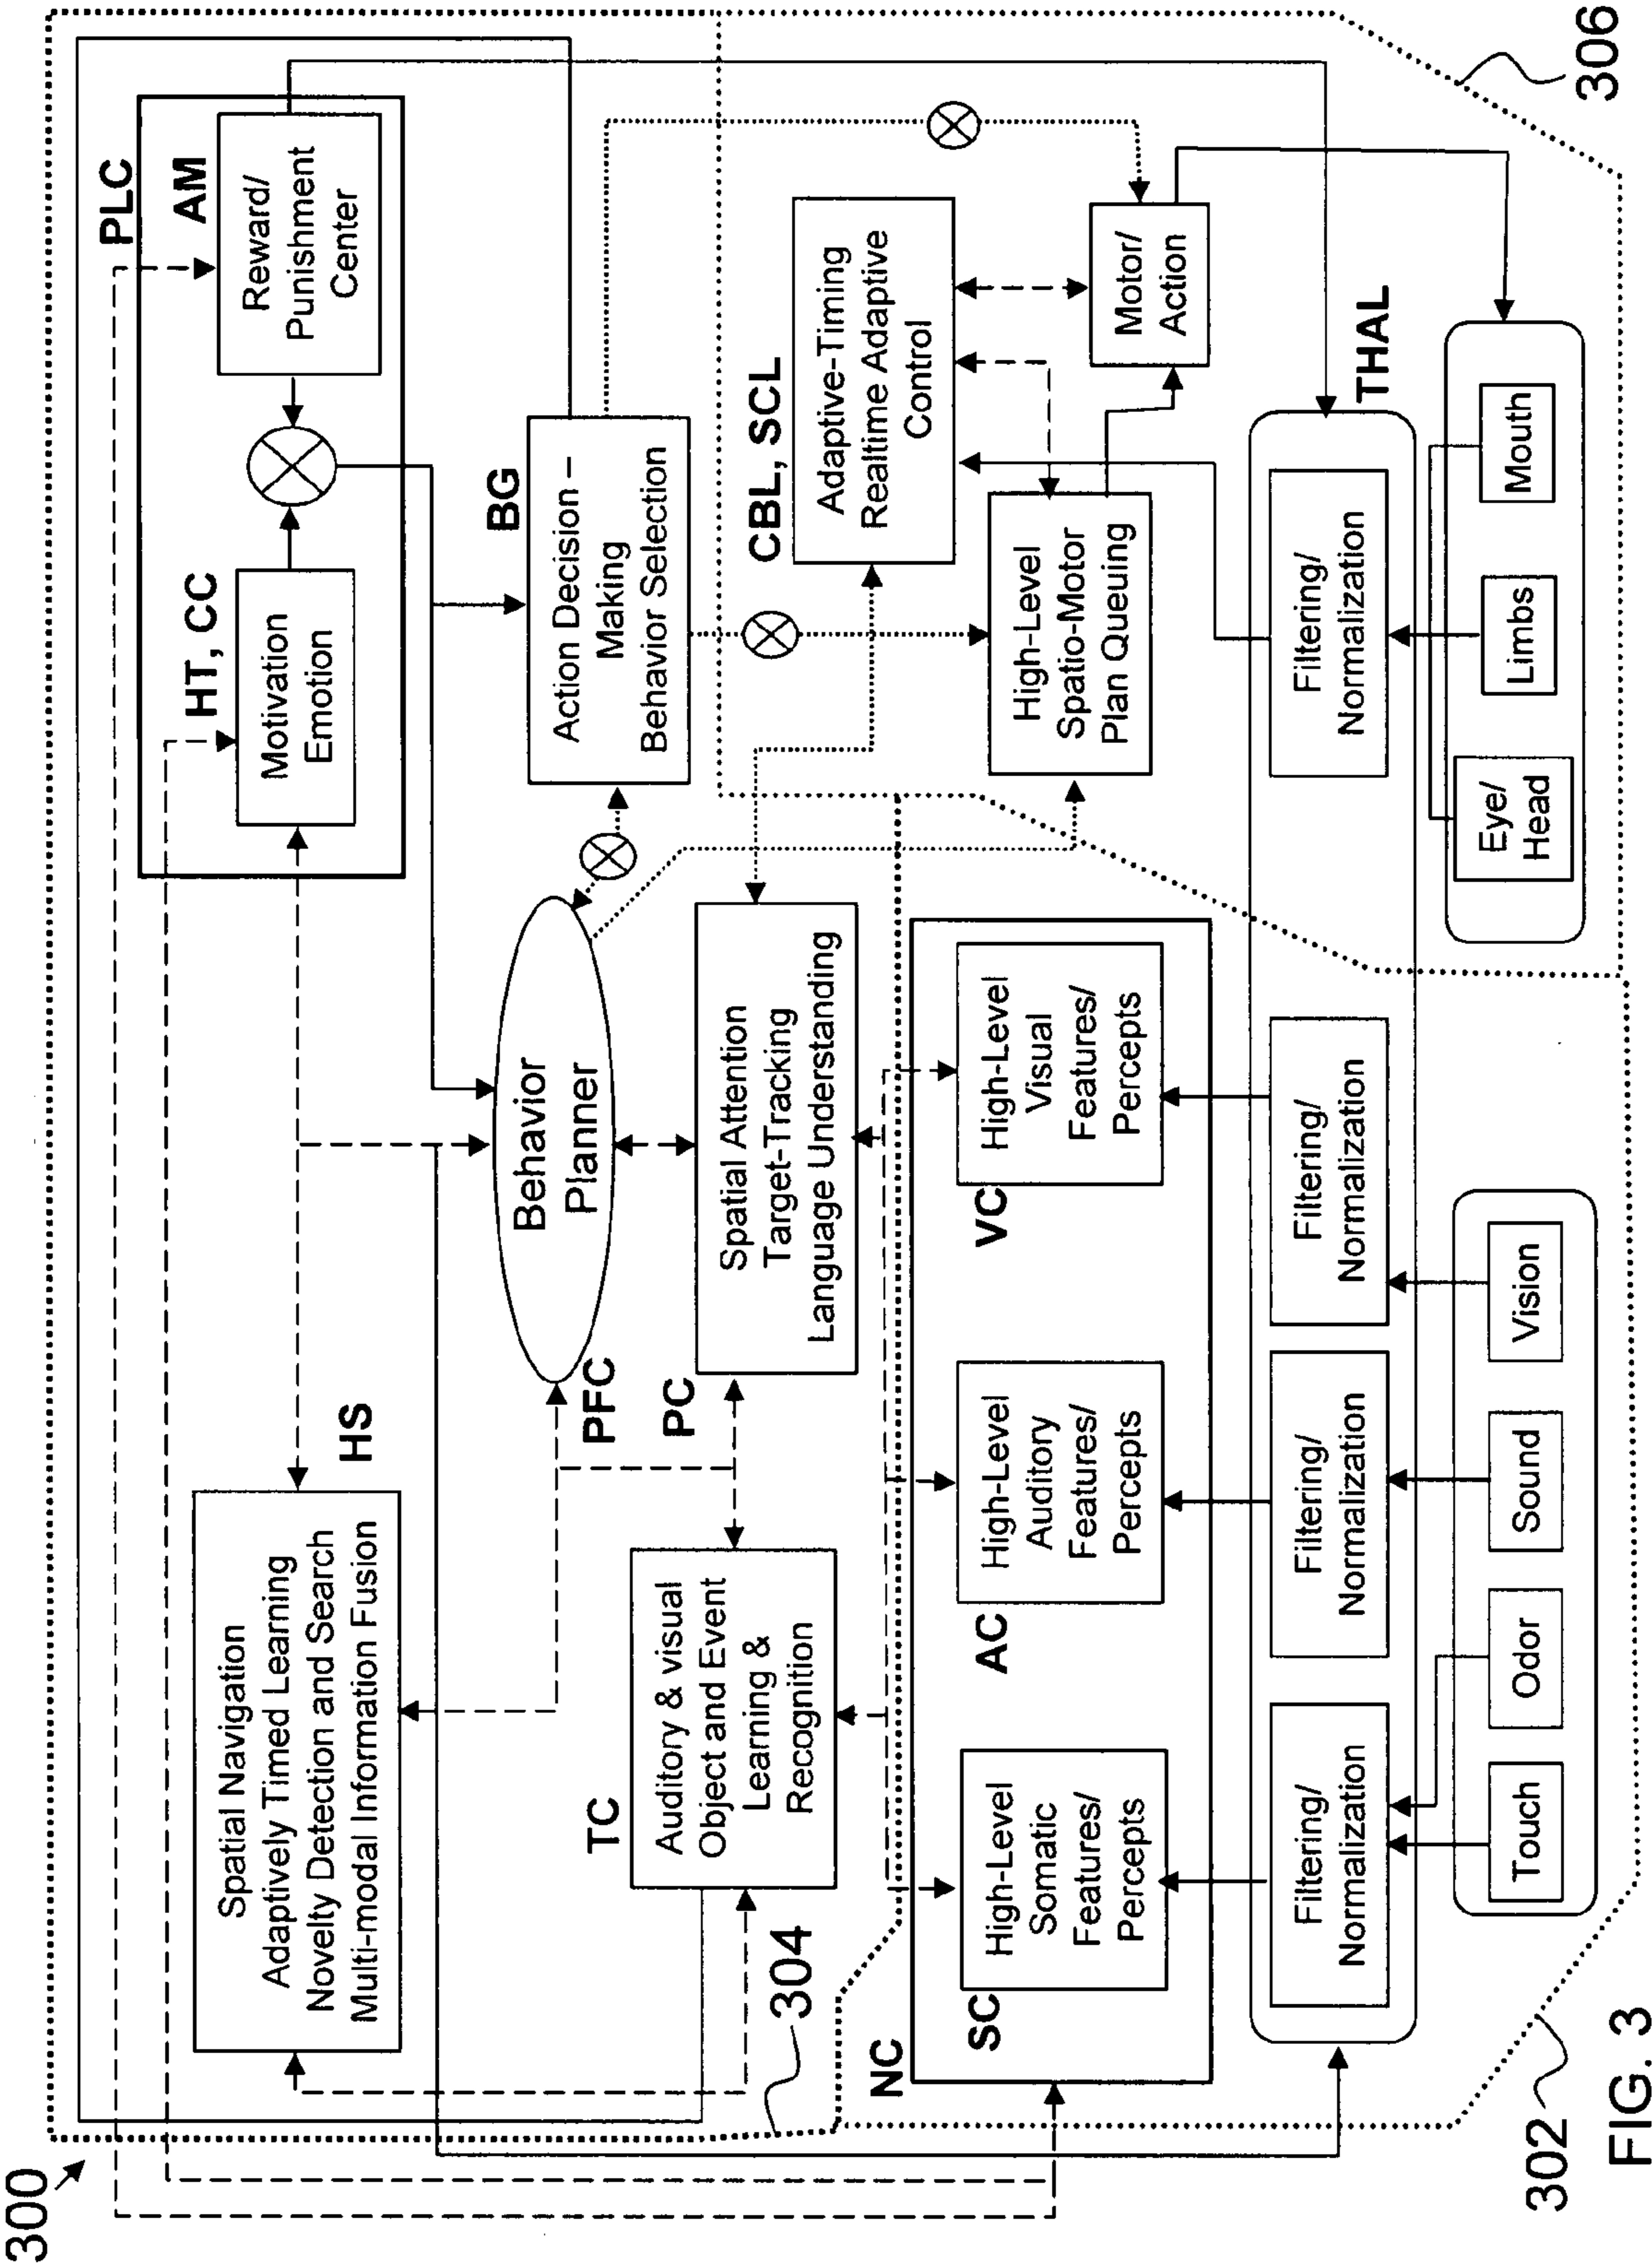 300
PLC
HT, CC
AM
Motivation
Emotion
Reward/
Punishment
Center
HS
Spatial Navigation
Adaptively Timed Learning
Novelty Detection and Search
Multi-modal Information Fusion
PFC
Behavior
Planner
BG
Action Decision –
Making
Behavior Selection
TC
Auditory & visual
Object and Event
Learning &
Recognition
PC
Spatial Attention
Target-Tracking
Language Understanding
CBL, SCL
Adaptive-Timing
Realtime Adaptive
Control
304
High-Level
Spatio-Motor
Plan Queuing
Motor/
Action
NC
SC
High-Level
Somatic
Features/
Percepts
AC
High-Level
Auditory
Features/
Percepts
VC
High-Level
Visual
Features/
Percepts
THAL
Filtering/
Normalization
Filtering/
Normalization
Filtering/
Normalization
Filtering/
Normalization
Touch
Odor
Sound
Vision
Eye/
Head
Limbs
Mouth
302
306
FIG. 3